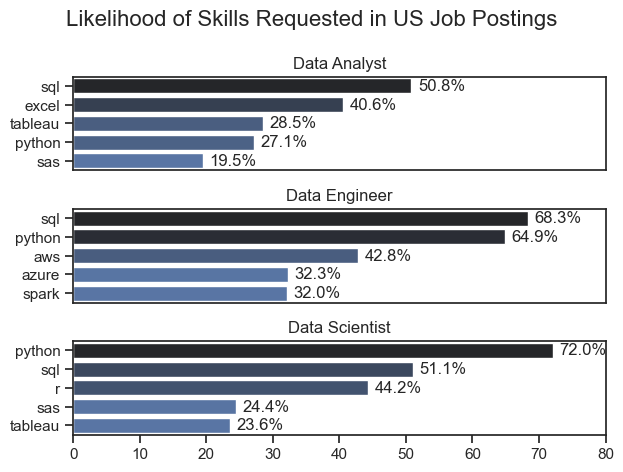 Likelihood of Skills Requested in US Job Postings
Data Analyst
sql 50.8%
excel 40.6%
tableau 28.5%
python 27.1%
sas 19.5%
Data Engineer
sql 68.3%
python 64.9%
aws 42.8%
azure 32.3%
spark 32.0%
Data Scientist
python 72.0%
sql 51.1%
r 44.2%
sas 24.4%
tableau 23.6%
0 10 20 30 40 50 60 70 80